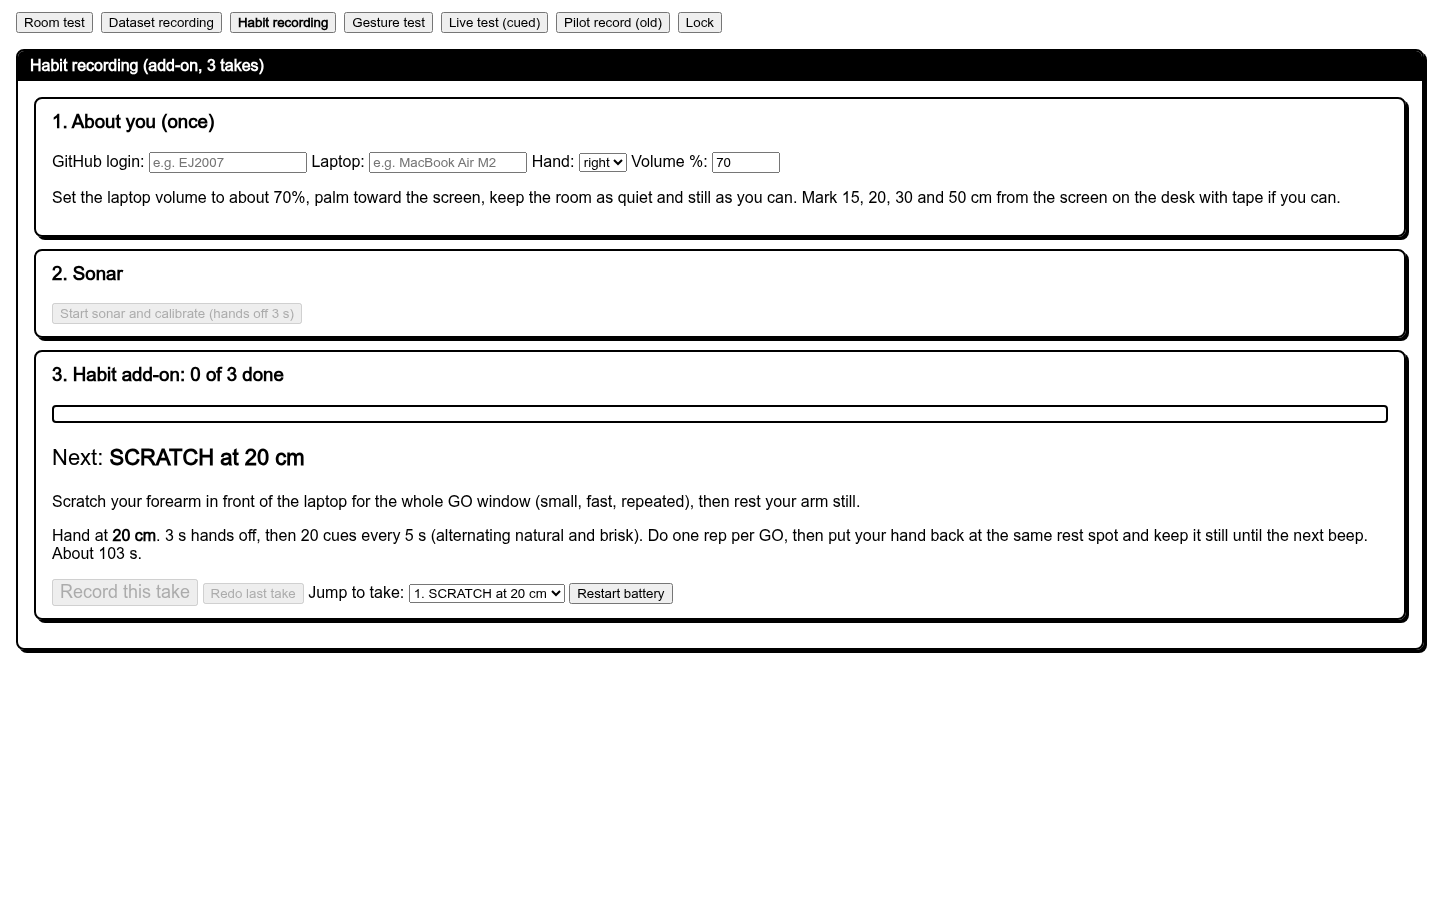 Room test Dataset recording Habit recording Gesture test Live test (cued) Pilot record (old) Lock
Habit recording (add-on, 3 takes)
1. About you (once)
GitHub login: e.g. EJ2007 Laptop: e.g. MacBook Air M2 Hand: right Volume %: 70
Set the laptop volume to about 70%, palm toward the screen, keep the room as quiet and still as you can. Mark 15, 20, 30 and 50 cm from the screen on the desk with tape if you can.
2. Sonar
Start sonar and calibrate (hands off 3 s)
3. Habit add-on: 0 of 3 done
Next: SCRATCH at 20 cm
Scratch your forearm in front of the laptop for the whole GO window (small, fast, repeated), then rest your arm still.
Hand at 20 cm. 3 s hands off, then 20 cues every 5 s (alternating natural and brisk). Do one rep per GO, then put your hand back at the same rest spot and keep it still until the next beep.
About 103 s.
Record this take Redo last take Jump to take: 1. SCRATCH at 20 cm Restart battery